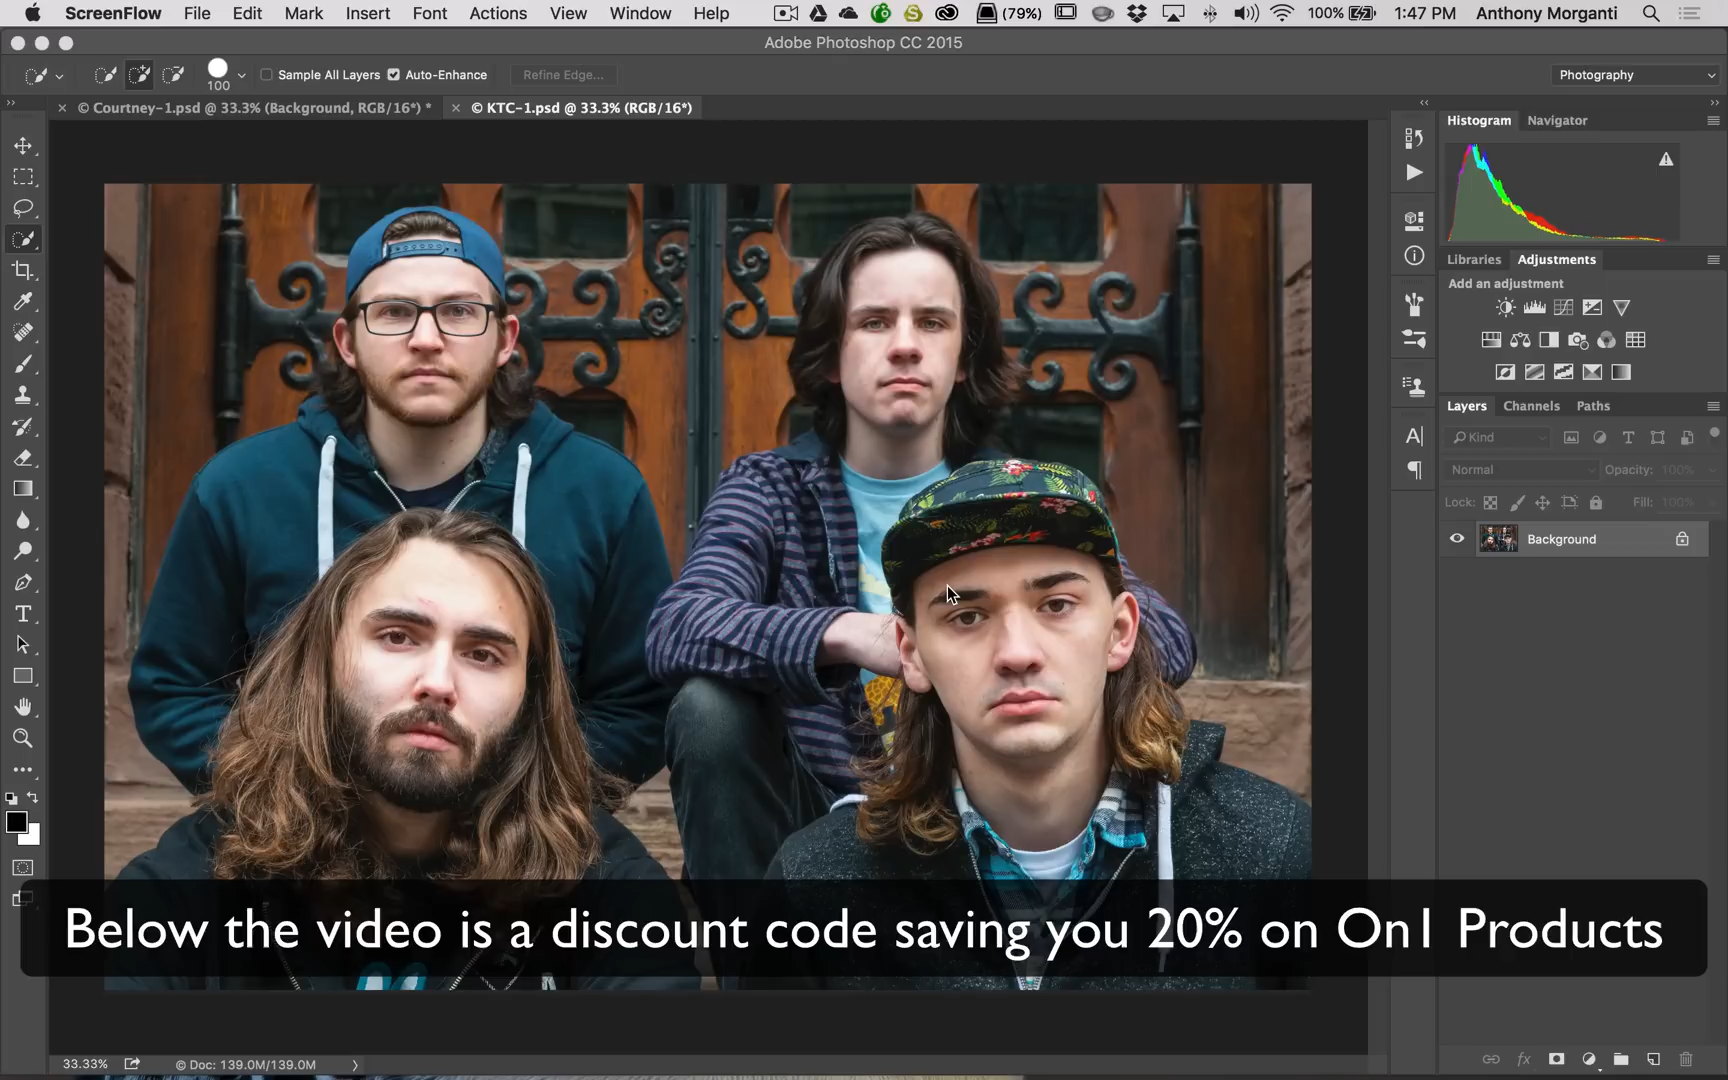 ScreenFlow File Edit Mark Insert Font Actions View Window Help (79%) 100% 1:47 PM Anthony Morganti
Adobe Photoshop CC 2015
100 Sample All Layers Auto-Enhance Refine Edge... Photography
© Courtney-1.psd @ 33.3% (Background, RGB/16*) * © KTC-1.psd @ 33.3% (RGB/16*)
Histogram Navigator
Libraries Adjustments
Add an adjustment
Layers Channels Paths
Kind
Normal Opacity: 100%
Lock: Fill: 100%
Background
Below the video is a discount code saving you 20% on On1 Products
33.33% © Doc: 139.0M/139.0M